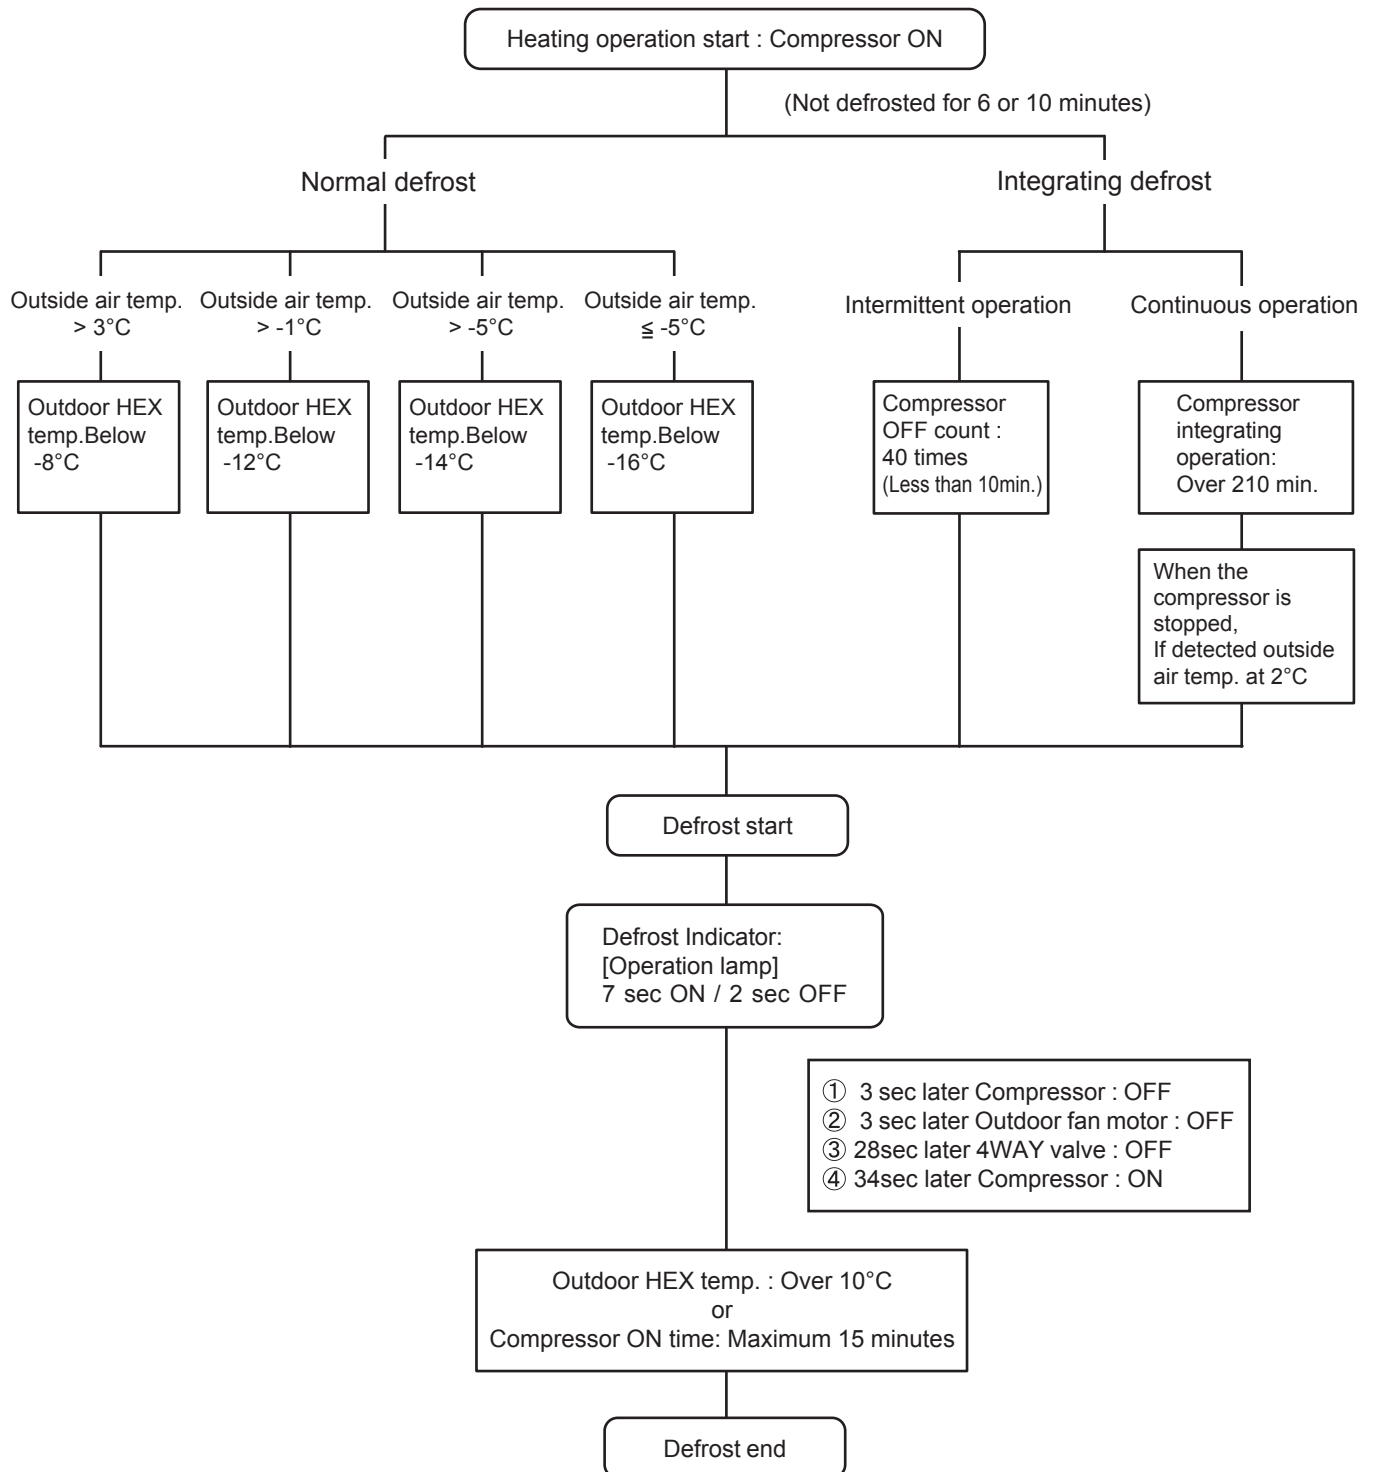 Heating operation start : Compressor ON
(Not defrosted for 6 or 10 minutes)
Normal defrost
Integrating defrost
Outside air temp.
> 3°C
Outside air temp.
> -1°C
Outside air temp.
> -5°C
Outside air temp.
≦ -5°C
Intermittent operation
Continuous operation
Outdoor HEX
temp.Below
-8°C
Outdoor HEX
temp.Below
-12°C
Outdoor HEX
temp.Below
-14°C
Outdoor HEX
temp.Below
-16°C
Compressor
OFF count :
40 times
(Less than 10min.)
Compressor
integrating
operation:
Over 210 min.
When the
compressor is
stopped,
If detected outside
air temp. at 2°C
Defrost start
Defrost Indicator:
[Operation lamp]
7 sec ON / 2 sec OFF
① 3 sec later Compressor : OFF
② 3 sec later Outdoor fan motor : OFF
③ 28sec later 4WAY valve : OFF
④ 34sec later Compressor : ON
Outdoor HEX temp. : Over 10°C
or
Compressor ON time: Maximum 15 minutes
Defrost end